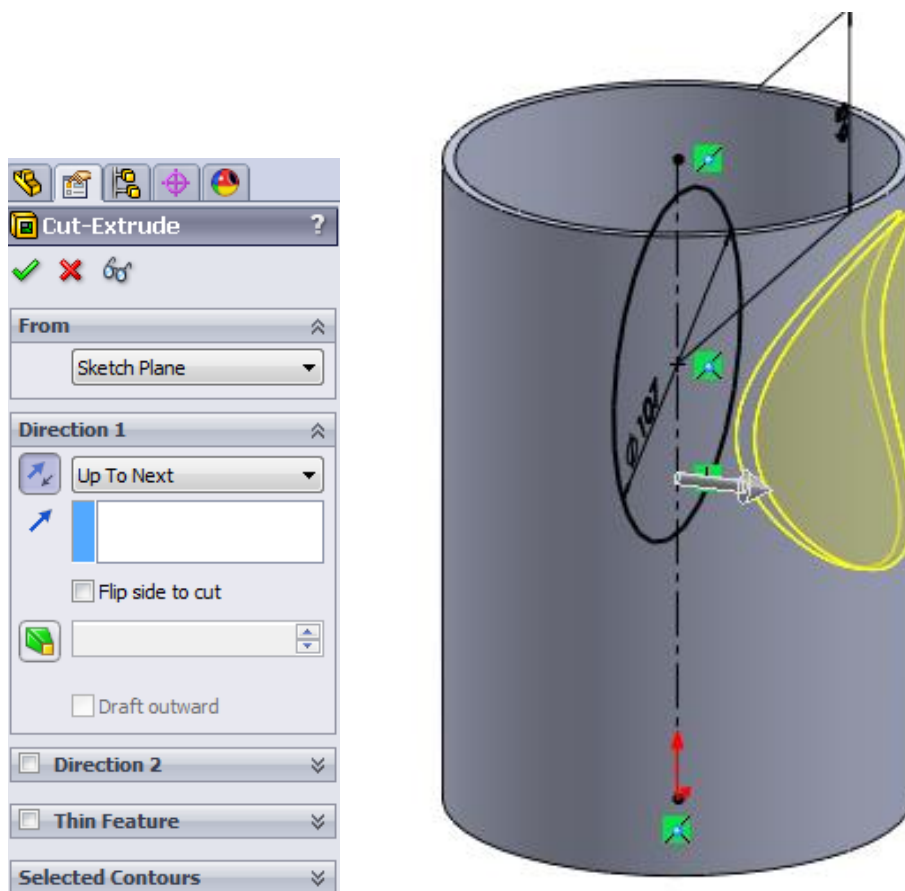 Cut-Extrude ?
From
Sketch Plane
Direction 1
Up To Next
Flip side to cut
Draft outward
Direction 2
Thin Feature
Selected Contours
Ø 107